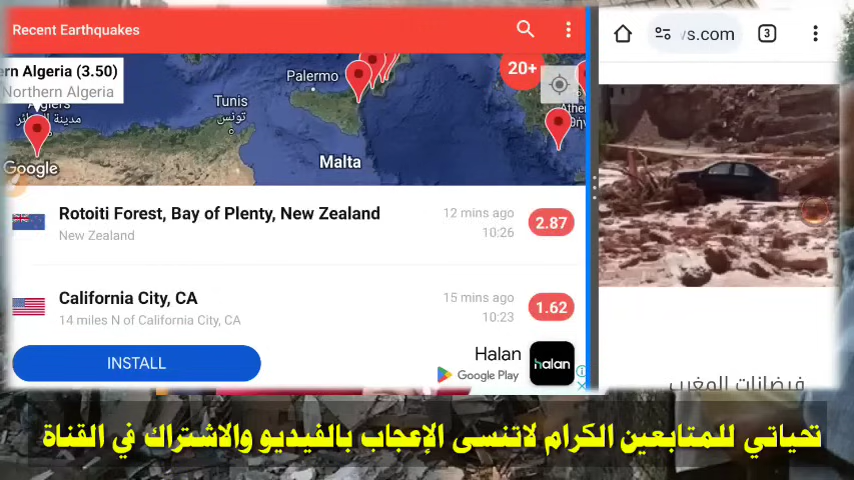 Recent Earthquakes
s.com
3
rn Algeria (3.50)
Northern Algeria
Palermo
20+
Tunis
تونس
Algiers
مدينة الجزائر
Malta
Google
Rotoiti Forest, Bay of Plenty, New Zealand
New Zealand
12 mins ago
10:26
2.87
California City, CA
14 miles N of California City, CA
15 mins ago
10:23
1.62
INSTALL
Halan
Google Play
halan
فيضانات المغرب
تحياتي للمتابعين الكرام لاتنسى الإعجاب بالفيديو والاشتراك في القناة